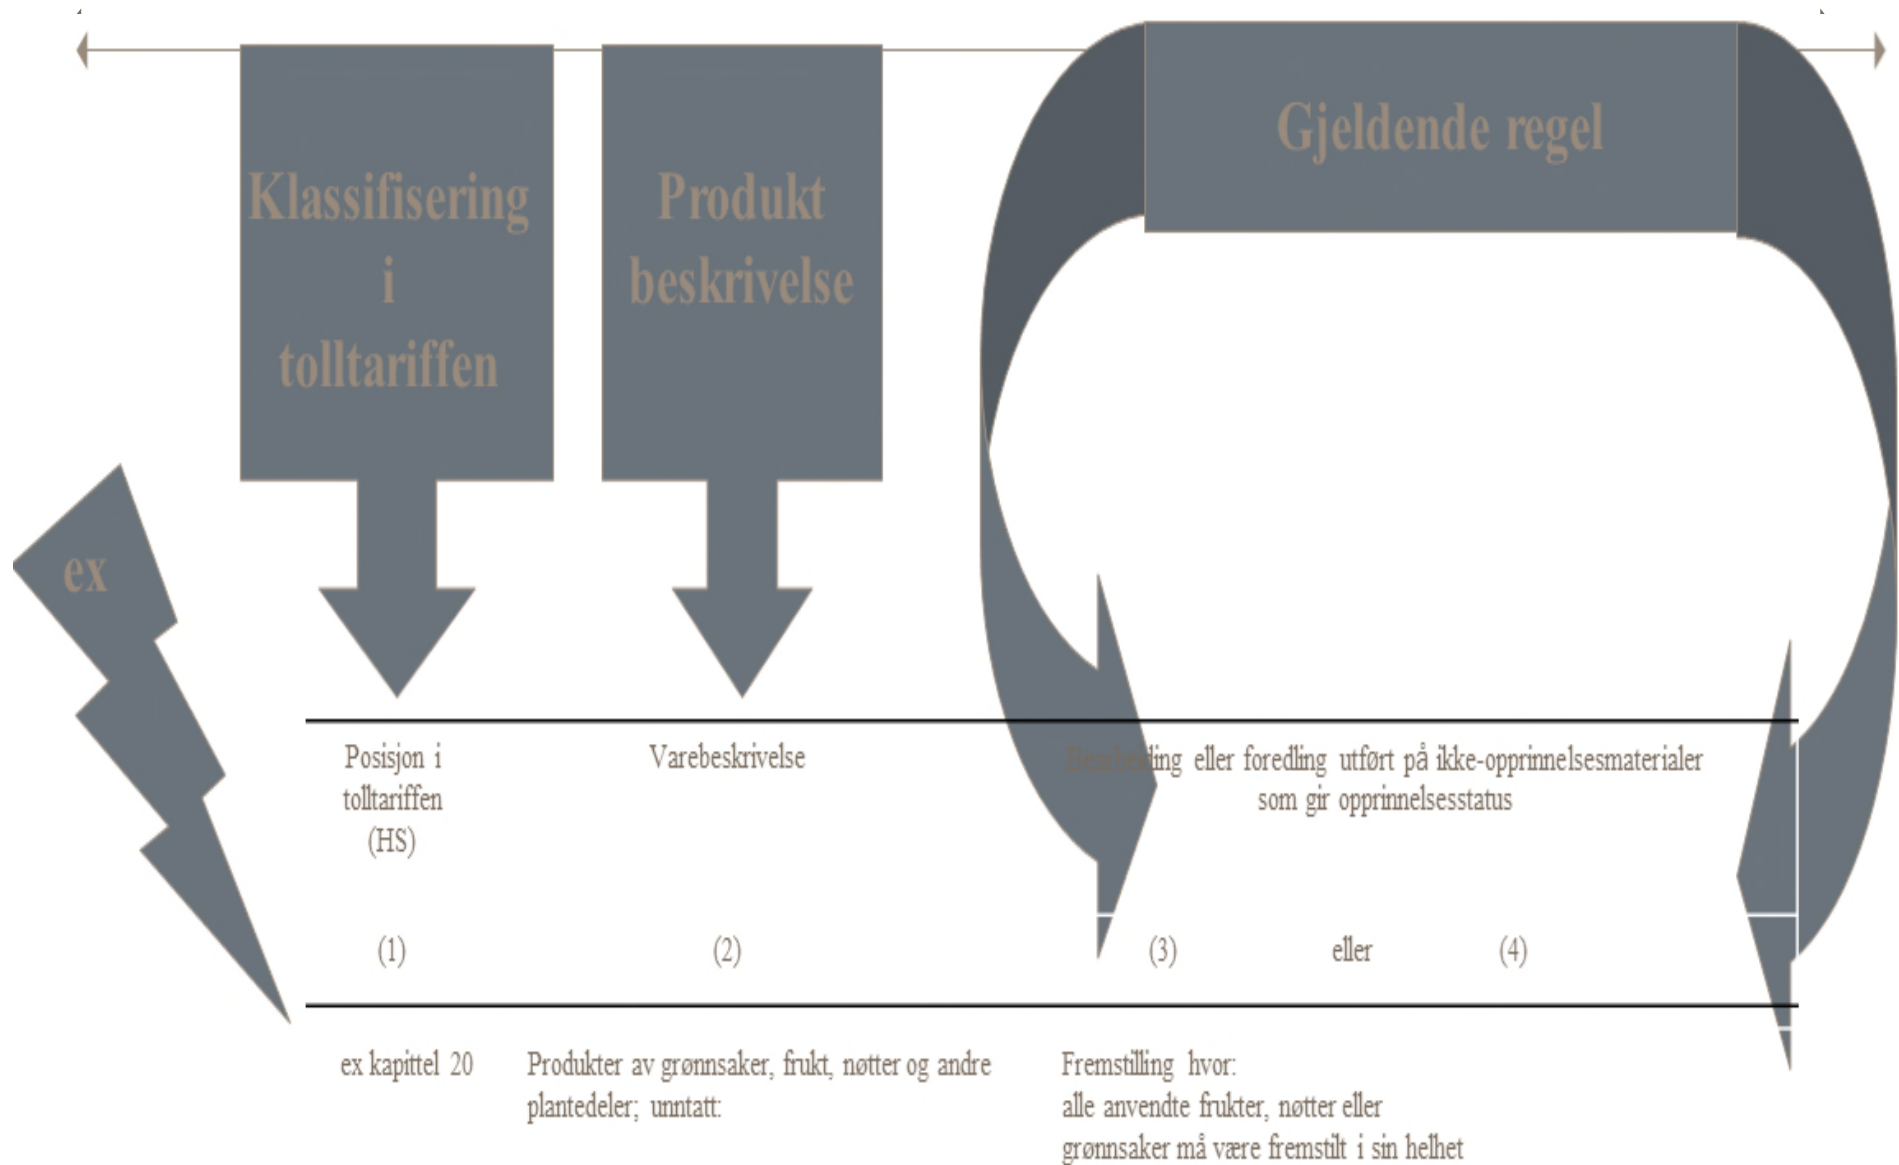 Klassifisering
i
tolltariffen
Produkt
beskrivelse
Gjeldende regel
ex
Posisjon i
tolltariffen
(HS)
Varebeskrivelse
Bearbeiding eller foredling utført på ikke-opprinnelsesmaterialer
som gir opprinnelsesstatus
(1)
(2)
(3) eller (4)
ex kapittel 20
Produkter av grønnsaker, frukt, nøtter og andre
plantedeler; unntatt:
Fremstilling hvor:
alle anvendte frukter, nøtter eller
grønnsaker må være fremstilt i sin helhet